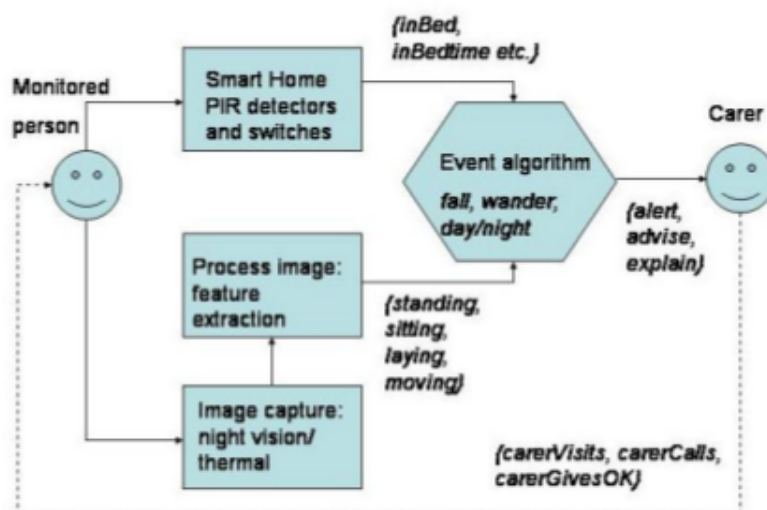 Monitored
person
Smart Home
PIR detectors
and switches
{inBed,
inBedtime etc.}
Event algorithm
fall, wander,
day/night
Carer
{alert,
advise,
explain}
Process image:
feature
extraction
{standing,
sitting,
laying,
moving}
Image capture:
night vision/
thermal
{carerVisits, carerCalls,
carerGivesOK}